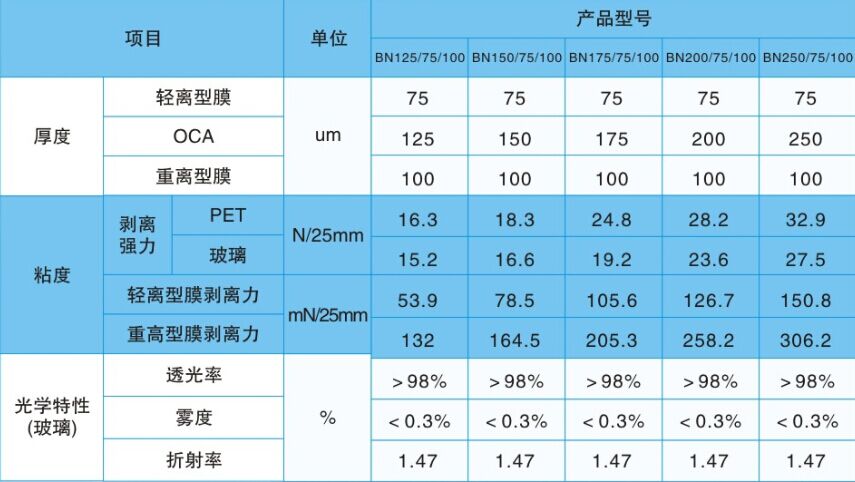 项目 单位 产品型号
BN125/75/100 BN150/75/100 BN175/75/100 BN200/75/100 BN250/75/100
厚度 轻离型膜 um 75 75 75 75 75
OCA 125 150 175 200 250
重离型膜 100 100 100 100 100
粘度 剥离强力 PET N/25mm 16.3 18.3 24.8 28.2 32.9
玻璃 15.2 16.6 19.2 23.6 27.5
轻离型膜剥离力 mN/25mm 53.9 78.5 105.6 126.7 150.8
重高型膜剥离力 132 164.5 205.3 258.2 306.2
光学特性(玻璃) 透光率 % >98% >98% >98% >98% >98%
雾度 <0.3% <0.3% <0.3% <0.3% <0.3%
折射率 1.47 1.47 1.47 1.47 1.47